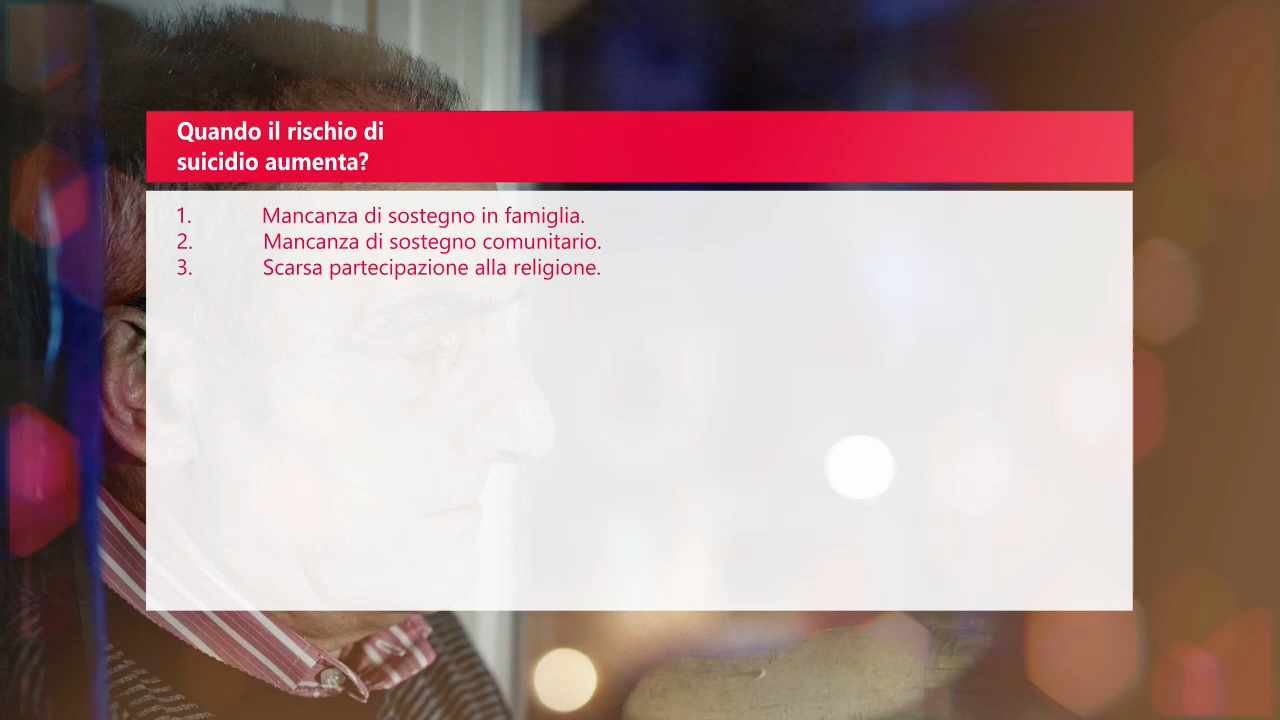 Quando il rischio di
suicidio aumenta?
1. Mancanza di sostegno in famiglia.
2. Mancanza di sostegno comunitario.
3. Scarsa partecipazione alla religione.